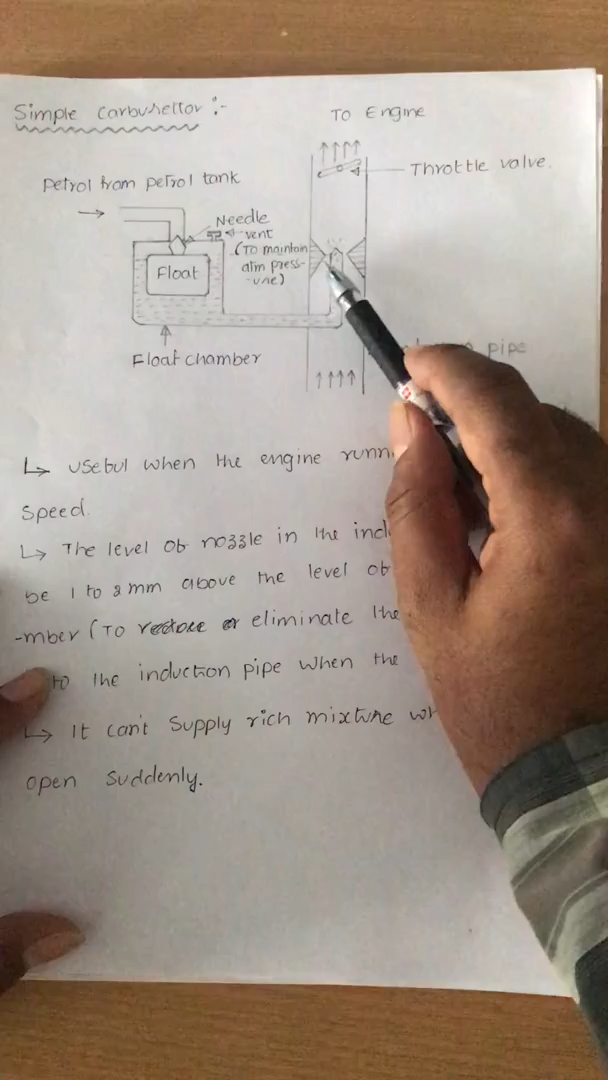 Simple Carburettor :-
To Engine
Throttle valve.
Petrol from petrol tank
Needle
vent
(To maintain
atm press-
-ure)
Float
Float chamber
pipe
↳ useful when the engine runn
speed.
↳ The level of nozzle in the ind
be 1 to 2 mm above the level of
-mber (To reduce or eliminate the
to the induction pipe when the
↳ It can't supply rich mixture wh
open suddenly.